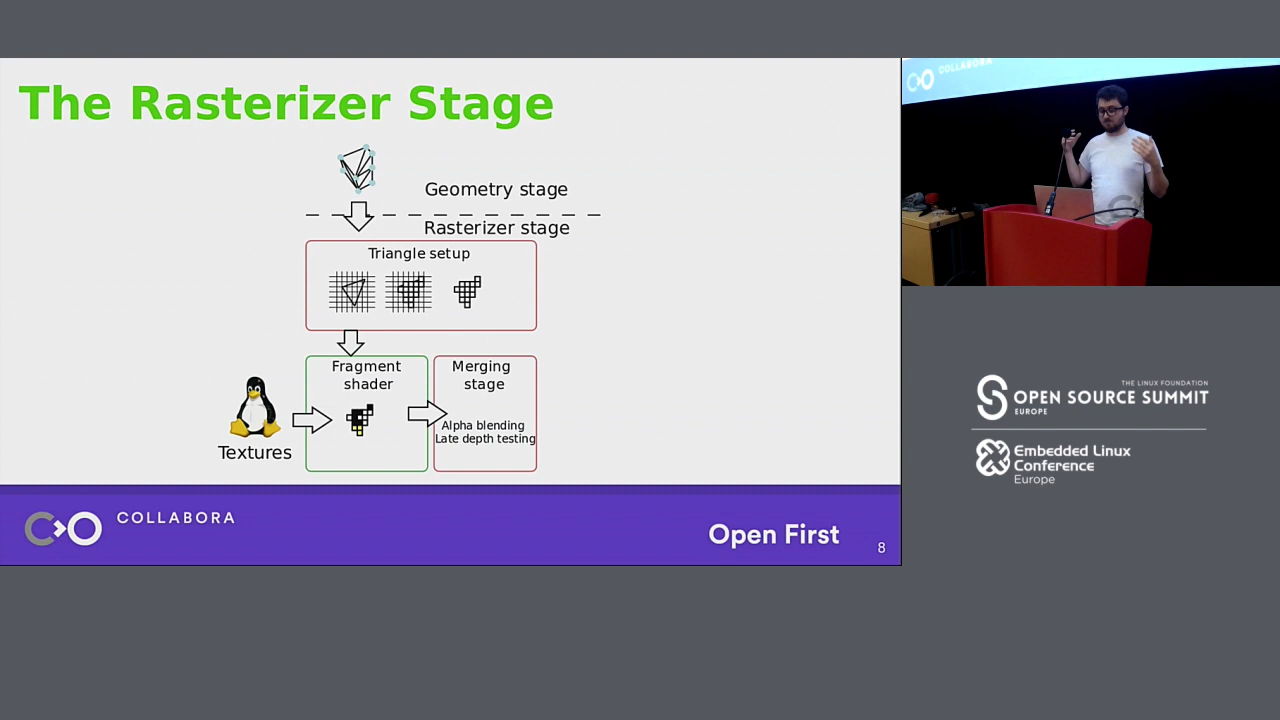 The Rasterizer Stage
Geometry stage
Rasterizer stage
Triangle setup
Fragment
shader
Merging
stage
Alpha blending
Late depth testing
Textures
COLLABORA
Open First
8
COLLABORA
THE LINUX FOUNDATION
OPEN SOURCE SUMMIT
EUROPE
Embedded Linux
Conference
Europe